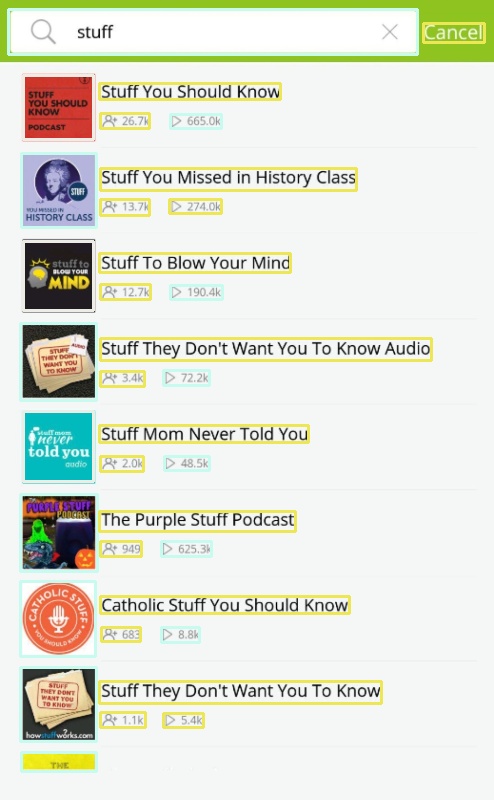 stuff
Cancel
STUFF
YOU SHOULD
KNOW
PODCAST
Stuff You Should Know
26.7k 665.0k
STUFF
YOU MISSED IN
HISTORY CLASS
Stuff You Missed in History Class
13.7k 274.0k
stuff to
BLOW YOUR
MIND
Stuff To Blow Your Mind
12.7k 190.4k
AUDIO
STUFF
THEY DON'T
WANT YOU
TO KNOW
Stuff They Don't Want You To Know Audio
3.4k 72.2k
stuff mom
never
told you
audio
Stuff Mom Never Told You
2.0k 48.5k
PURPLE STUFF
PODCAST
The Purple Stuff Podcast
949 625.3k
CATHOLIC STUFF
YOU SHOULD KNOW
Catholic Stuff You Should Know
683 8.8k
STUFF
THEY DON'T
WANT YOU
TO KNOW
howstuffworks.com
Stuff They Don't Want You To Know
1.1k 5.4k
THE